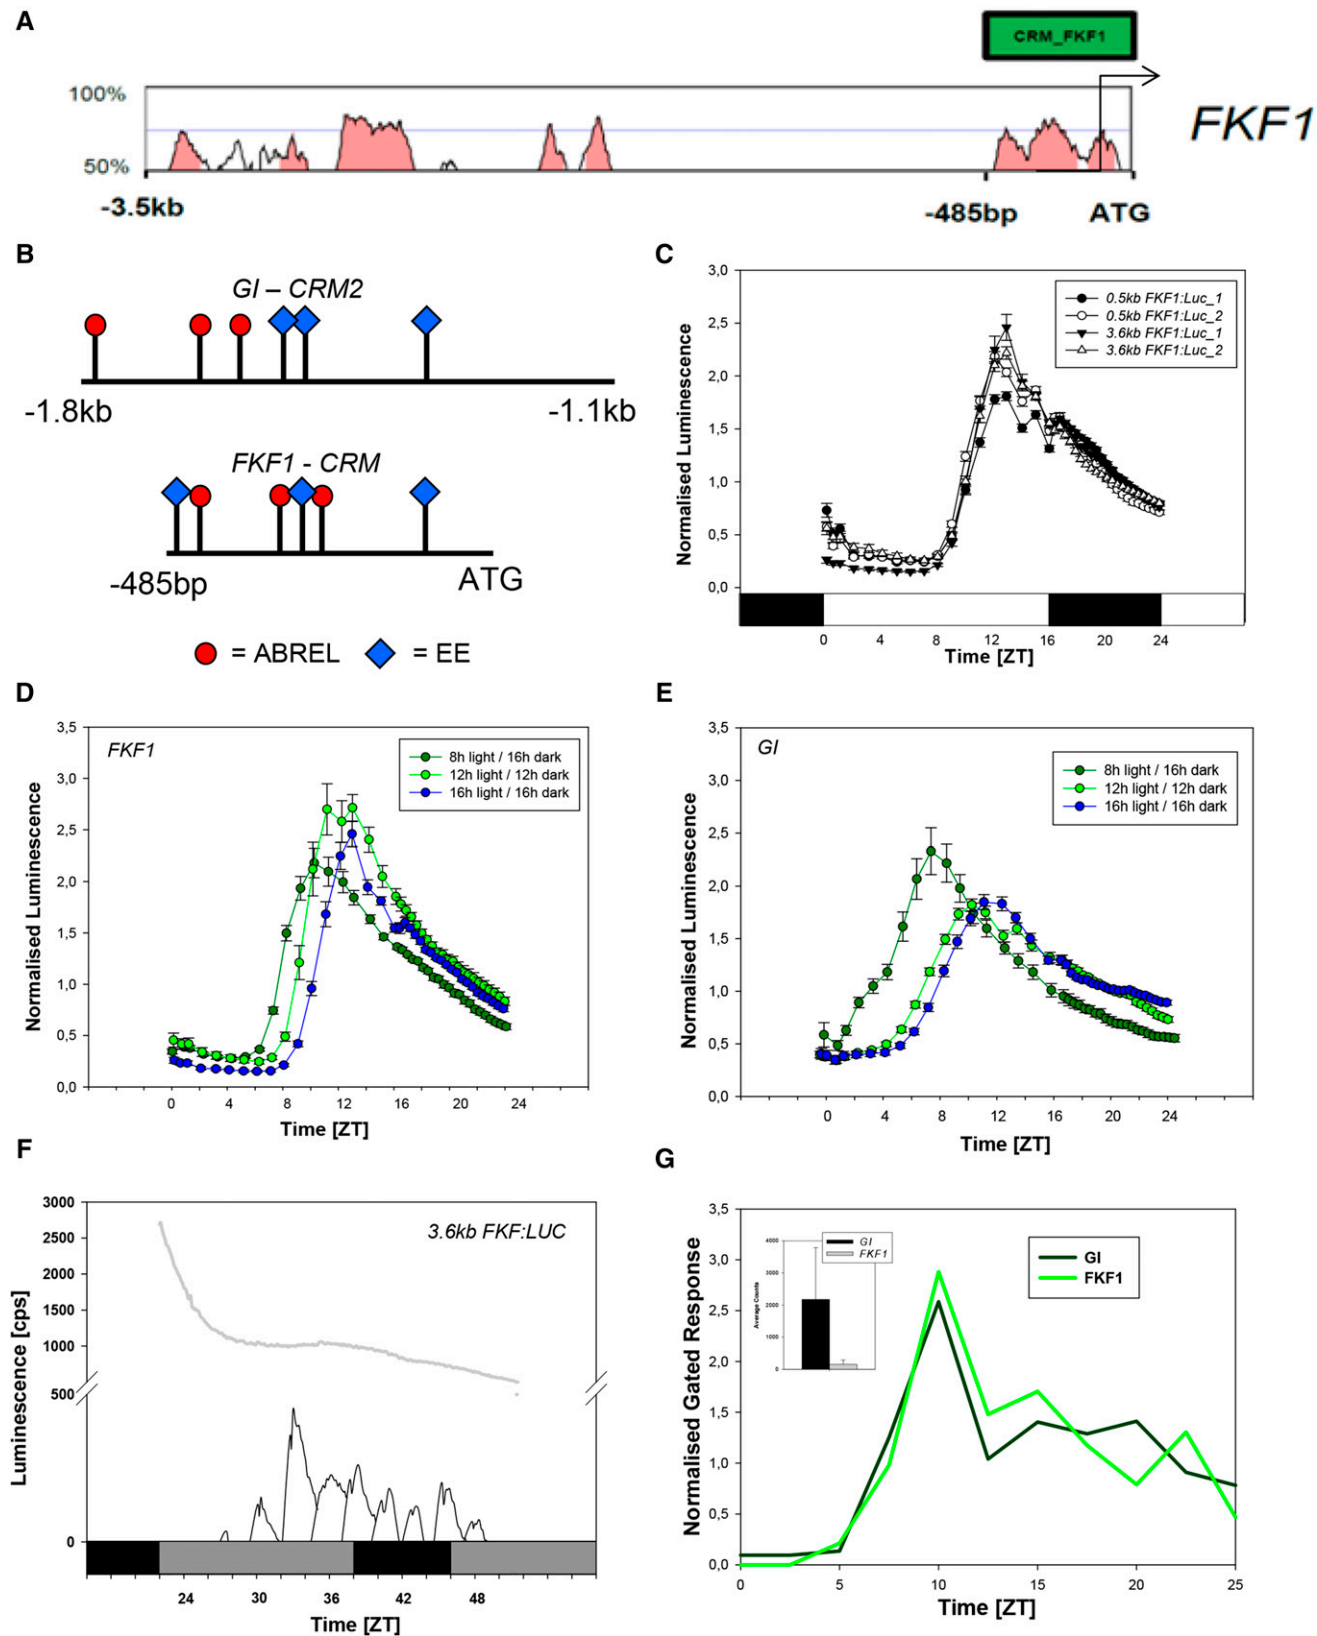 A
CRM_FKF1
100%
50%
FKF1
-3.5kb
-485bp
ATG
B
GI – CRM2
-1.8kb
-1.1kb
FKF1 - CRM
-485bp
ATG
= ABREL
= EE
C
3,0
2,5
2,0
1,5
1,0
0,5
0,0
Normalised Luminescence
0.5kb FKF1:Luc_1
0.5kb FKF1:Luc_2
3.6kb FKF1:Luc_1
3.6kb FKF1:Luc_2
0 4 8 12 16 20 24
Time [ZT]
D
FKF1
3,5
3,0
2,5
2,0
1,5
1,0
0,5
0,0
Normalised Luminescence
8h light / 16h dark
12h light / 12h dark
16h light / 16h dark
0 4 8 12 16 20 24
Time [ZT]
E
GI
3,5
3,0
2,5
2,0
1,5
1,0
0,5
0,0
Normalised Luminescence
8h light / 16h dark
12h light / 12h dark
16h light / 16h dark
0 4 8 12 16 20 24
Time [ZT]
F
3.6kb FKF:LUC
3000
2500
2000
1500
1000
500
0
Luminescence [cps]
24 30 36 42 48
Time [ZT]
G
3,5
3,0
2,5
2,0
1,5
1,0
0,5
0,0
Normalised Gated Response
GI
FKF1
4000
3000
2000
1000
0
Average Counts
GI
FKF1
0 5 10 15 20 25
Time [ZT]